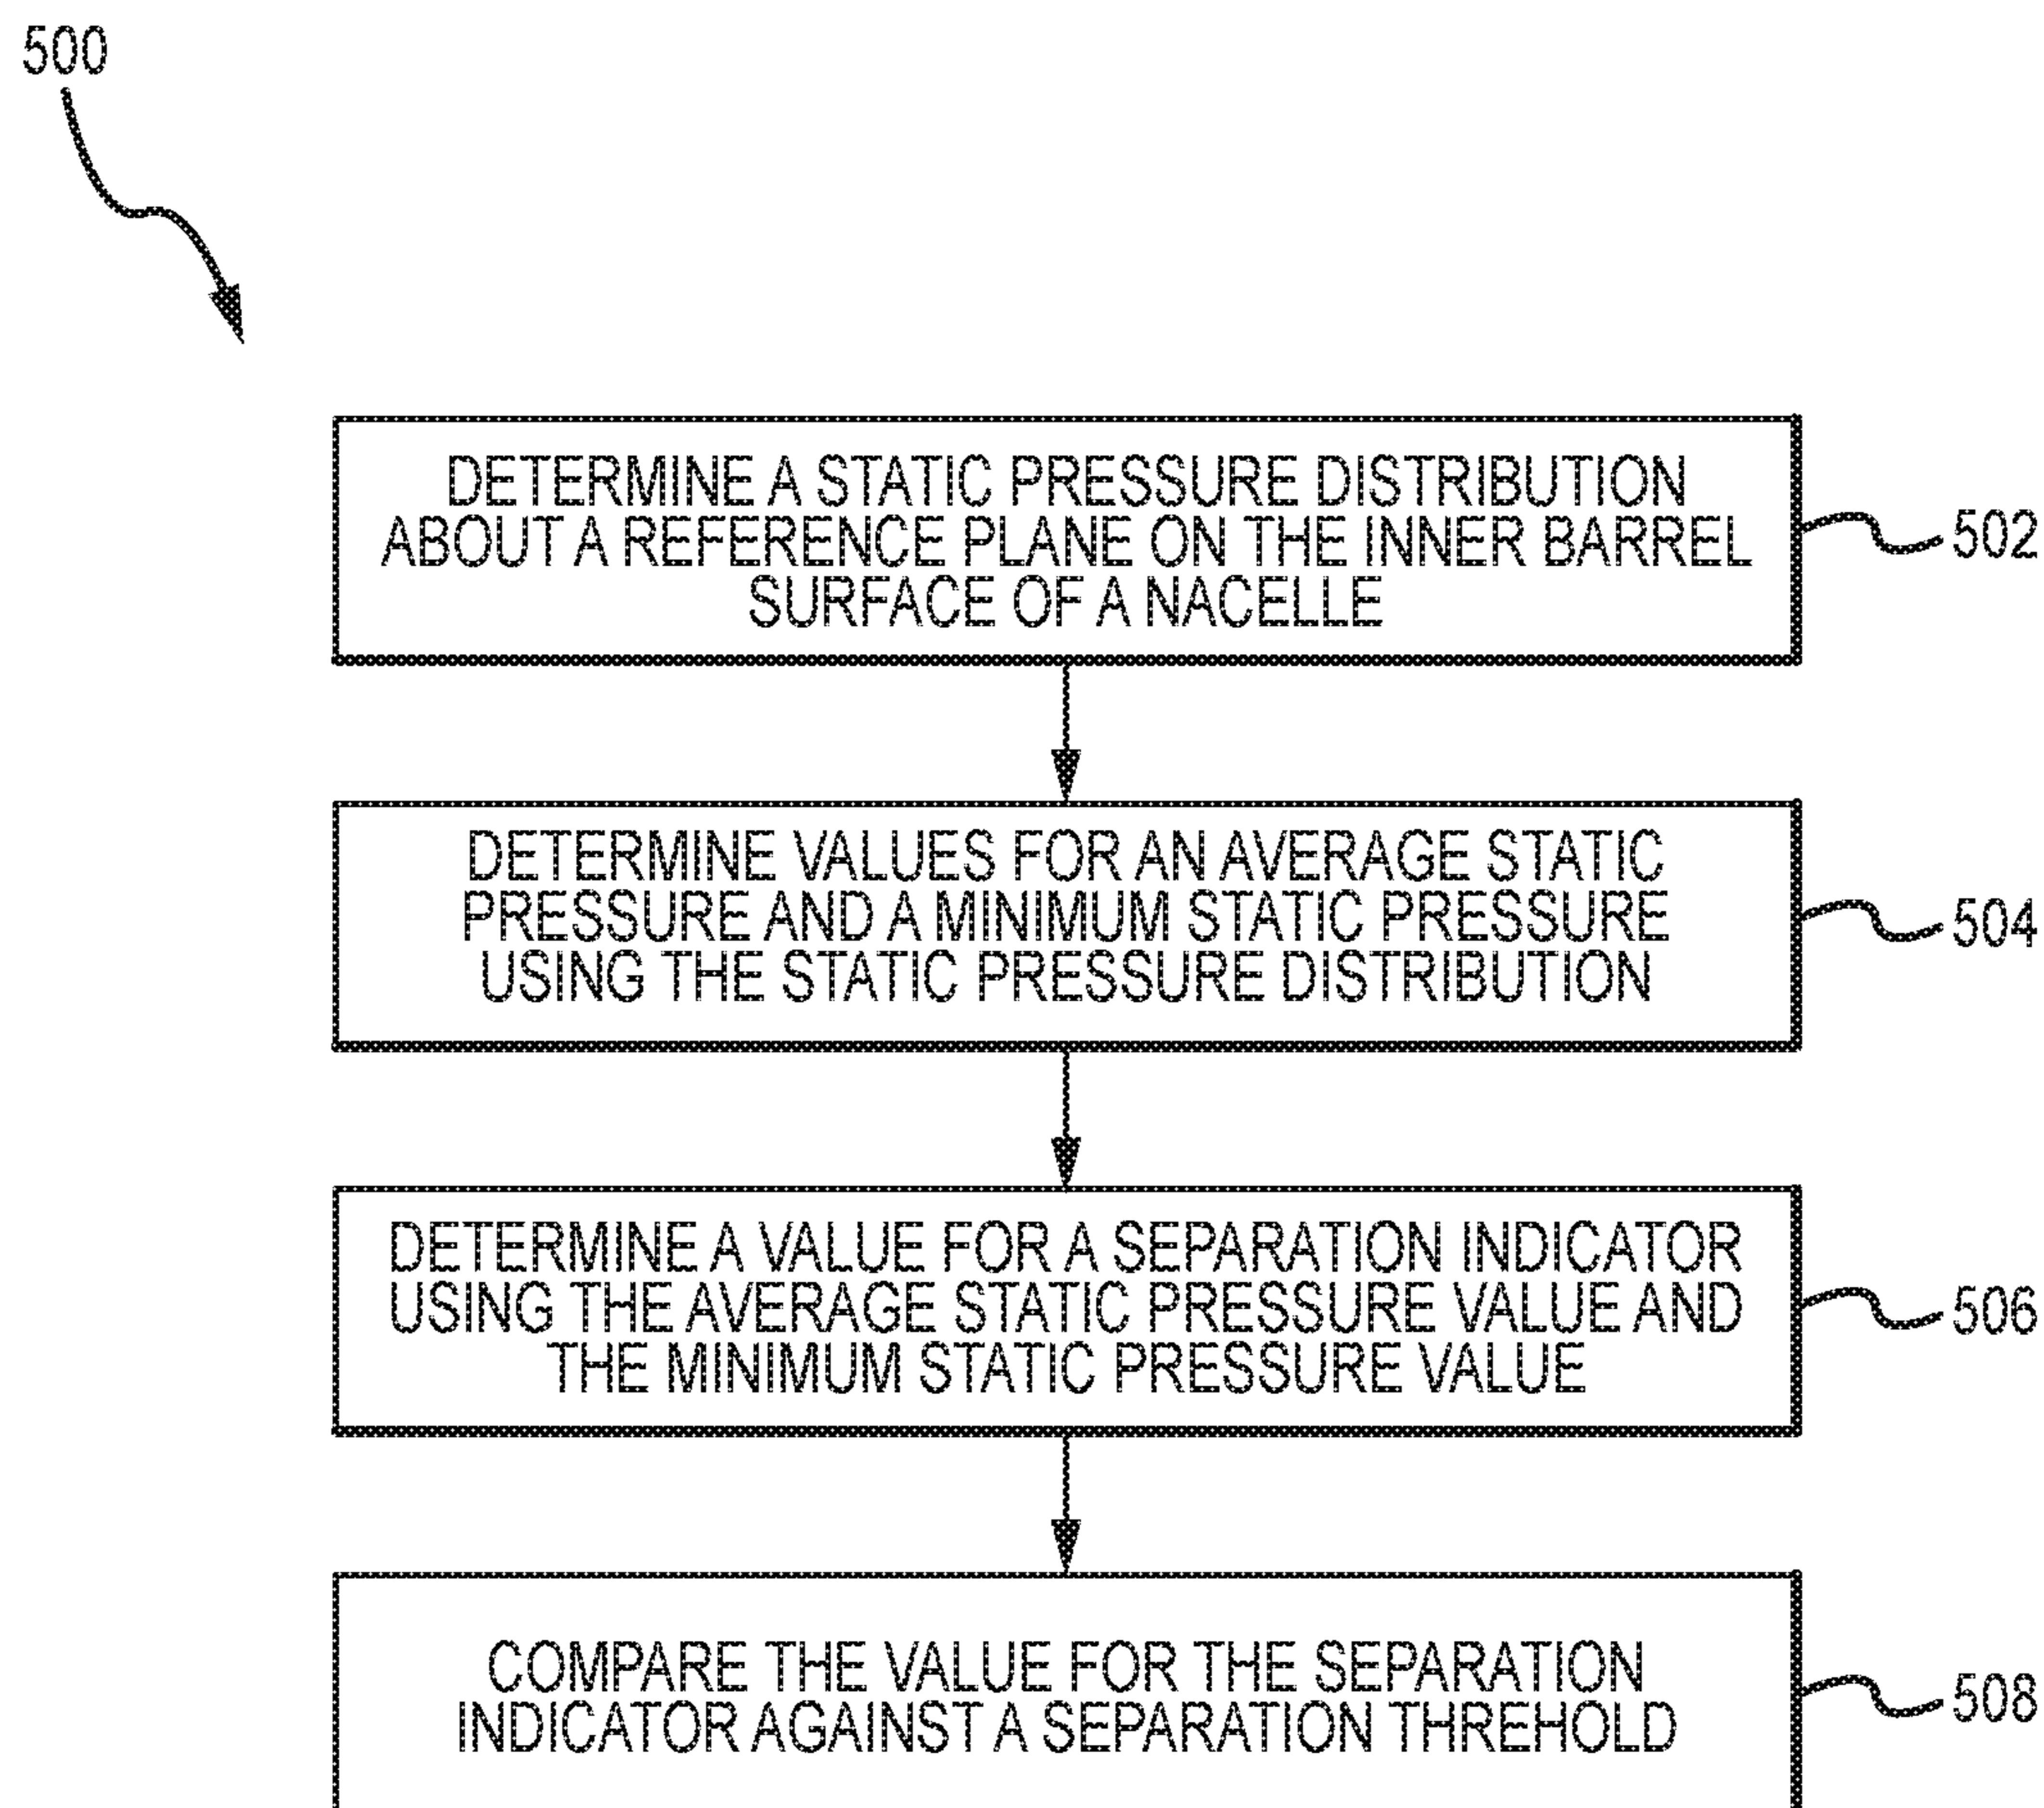 500
DETERMINE A STATIC PRESSURE DISTRIBUTION
ABOUT A REFERENCE PLANE ON THE INNER BARREL
SURFACE OF A NACELLE
502
DETERMINE VALUES FOR AN AVERAGE STATIC
PRESSURE AND A MINIMUM STATIC PRESSURE
USING THE STATIC PRESSURE DISTRIBUTION
504
DETERMINE A VALUE FOR A SEPARATION INDICATOR
USING THE AVERAGE STATIC PRESSURE VALUE AND
THE MINIMUM STATIC PRESSURE VALUE
506
COMPARE THE VALUE FOR THE SEPARATION
INDICATOR AGAINST A SEPARATION THREHOLD
508